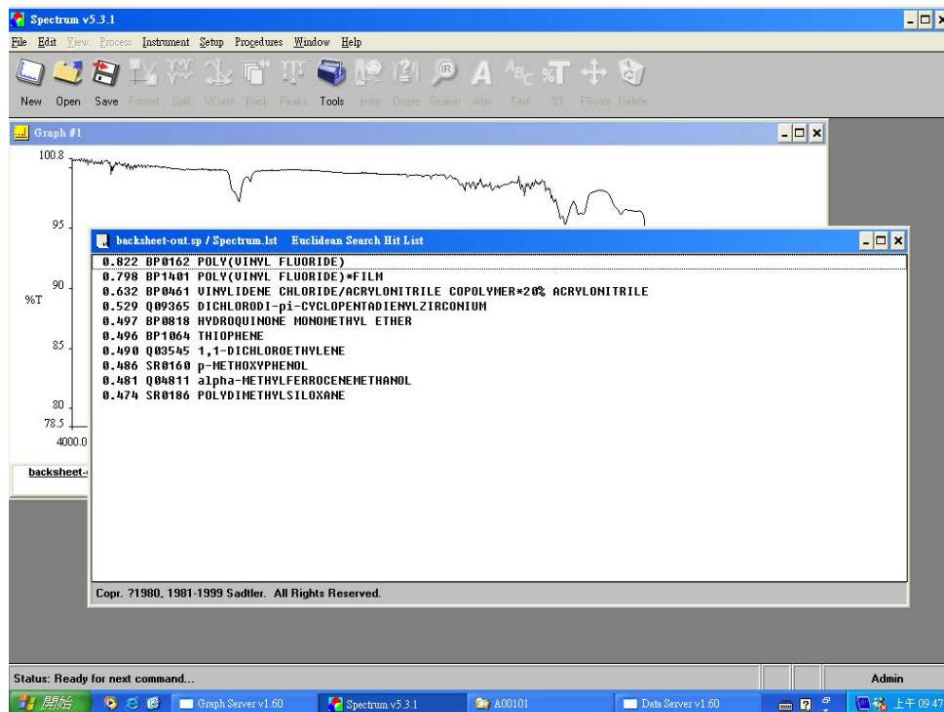 Spectrum v5.3.1
File Edit View Process Instrument Setup Procedures Window Help
New Open Save Format Split VCurs Back Peaks Tools Copyre Search Abs Text %T FScale Delete
Graph #1
100.8
95
90
%T
85
80
78.5
4000.0
backsheet-
backsheet-out.sp / Spectrum.lst Euclidean Search Hit List
0.822 BP0162 POLY(VINYL FLUORIDE)
0.798 BP1401 POLY(VINYL FLUORIDE)*FILM
0.632 BP0461 VINYLIDENE CHLORIDE/ACRYLONITRILE COPOLYMER*20% ACRYLONITRILE
0.529 Q09365 DICHLORODI-pi-CYCLOPENTADIENYLZIRCONIUM
0.497 BP0818 HYDROQUINONE MONOMETHYL ETHER
0.496 BP1064 THIOPHENE
0.490 Q03545 1,1-DICHLOROETHYLENE
0.486 SR0160 p-METHOXYPHENOL
0.481 Q04811 alpha-METHYLFERROCENEMETHANOL
0.474 SR0186 POLYDIMETHYLSILOXANE
Copr. ?1980, 1981-1999 Sadtler. All Rights Reserved.
Status: Ready for next command...
Admin
開始 Graph Server v1.60 Spectrum v5.3.1 A00101 Data Server v1.60 上午 09:47